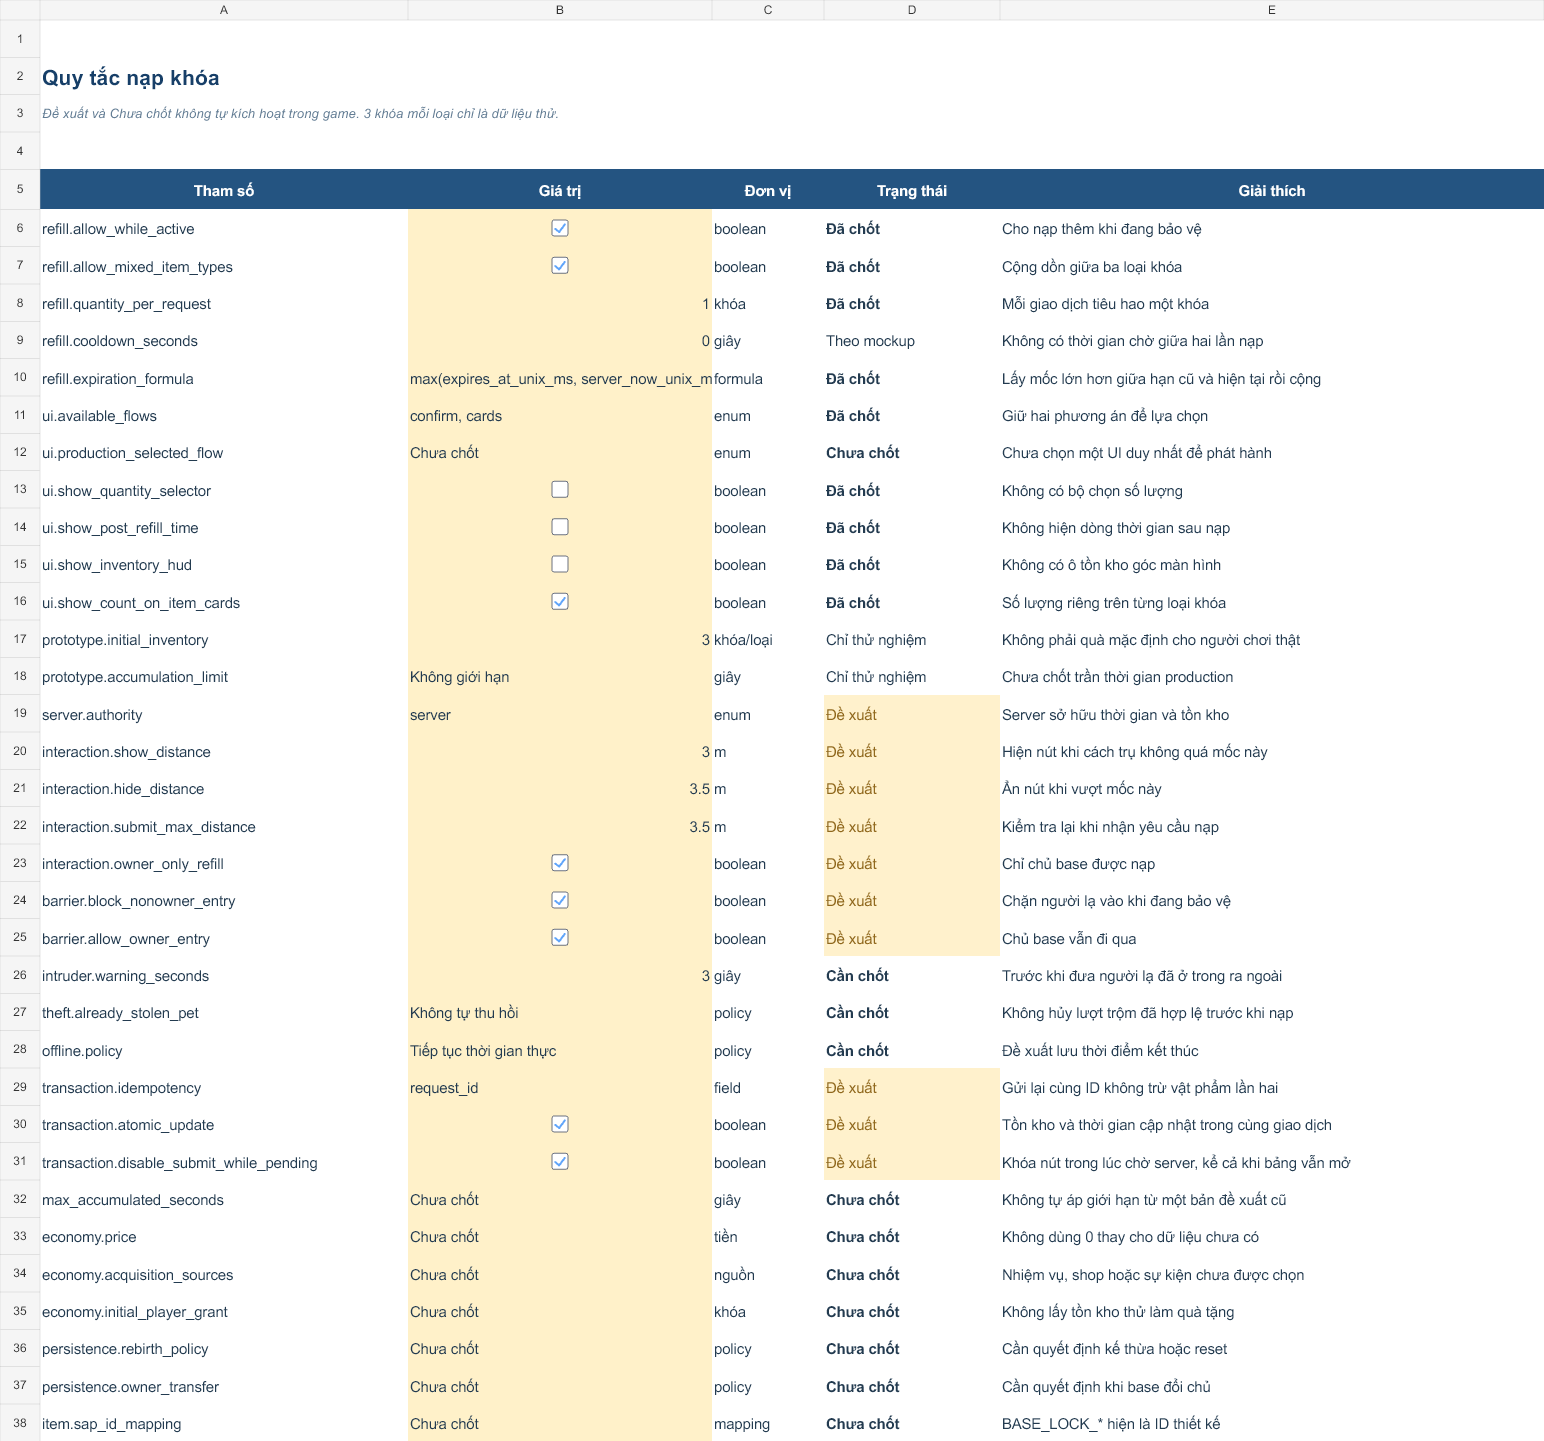 A B C D E
1
2 Quy tắc nạp khóa
3 Đề xuất và Chưa chốt không tự kích hoạt trong game. 3 khóa mỗi loại chỉ là dữ liệu thử.
4
5 Tham số Giá trị Đơn vị Trạng thái Giải thích
6 refill.allow_while_active boolean Đã chốt Cho nạp thêm khi đang bảo vệ
7 refill.allow_mixed_item_types boolean Đã chốt Cộng dồn giữa ba loại khóa
8 refill.quantity_per_request 1 khóa Đã chốt Mỗi giao dịch tiêu hao một khóa
9 refill.cooldown_seconds 0 giây Theo mockup Không có thời gian chờ giữa hai lần nạp
10 refill.expiration_formula max(expires_at_unix_ms, server_now_unix_m formula Đã chốt Lấy mốc lớn hơn giữa hạn cũ và hiện tại rồi cộng
11 ui.available_flows confirm, cards enum Đã chốt Giữ hai phương án để lựa chọn
12 ui.production_selected_flow Chưa chốt enum Chưa chốt Chưa chọn một UI duy nhất để phát hành
13 ui.show_quantity_selector boolean Đã chốt Không có bộ chọn số lượng
14 ui.show_post_refill_time boolean Đã chốt Không hiện dòng thời gian sau nạp
15 ui.show_inventory_hud boolean Đã chốt Không có ô tồn kho góc màn hình
16 ui.show_count_on_item_cards boolean Đã chốt Số lượng riêng trên từng loại khóa
17 prototype.initial_inventory 3 khóa/loại Chỉ thử nghiệm Không phải quà mặc định cho người chơi thật
18 prototype.accumulation_limit Không giới hạn giây Chỉ thử nghiệm Chưa chốt trần thời gian production
19 server.authority server enum Đề xuất Server sở hữu thời gian và tồn kho
20 interaction.show_distance 3 m Đề xuất Hiện nút khi cách trụ không quá mốc này
21 interaction.hide_distance 3.5 m Đề xuất Ẩn nút khi vượt mốc này
22 interaction.submit_max_distance 3.5 m Đề xuất Kiểm tra lại khi nhận yêu cầu nạp
23 interaction.owner_only_refill boolean Đề xuất Chỉ chủ base được nạp
24 barrier.block_nonowner_entry boolean Đề xuất Chặn người lạ vào khi đang bảo vệ
25 barrier.allow_owner_entry boolean Đề xuất Chủ base vẫn đi qua
26 intruder.warning_seconds 3 giây Cần chốt Trước khi đưa người lạ đã ở trong ra ngoài
27 theft.already_stolen_pet Không tự thu hồi policy Cần chốt Không hủy lượt trộm đã hợp lệ trước khi nạp
28 offline.policy Tiếp tục thời gian thực policy Cần chốt Đề xuất lưu thời điểm kết thúc
29 transaction.idempotency request_id field Đề xuất Gửi lại cùng ID không trừ vật phẩm lần hai
30 transaction.atomic_update boolean Đề xuất Tồn kho và thời gian cập nhật trong cùng giao dịch
31 transaction.disable_submit_while_pending boolean Đề xuất Khóa nút trong lúc chờ server, kể cả khi bảng vẫn mở
32 max_accumulated_seconds Chưa chốt giây Chưa chốt Không tự áp giới hạn từ một bản đề xuất cũ
33 economy.price Chưa chốt tiền Chưa chốt Không dùng 0 thay cho dữ liệu chưa có
34 economy.acquisition_sources Chưa chốt nguồn Chưa chốt Nhiệm vụ, shop hoặc sự kiện chưa được chọn
35 economy.initial_player_grant Chưa chốt khóa Chưa chốt Không lấy tồn kho thử làm quà tặng
36 persistence.rebirth_policy Chưa chốt policy Chưa chốt Cần quyết định kế thừa hoặc reset
37 persistence.owner_transfer Chưa chốt policy Chưa chốt Cần quyết định khi base đổi chủ
38 item.sap_id_mapping Chưa chốt mapping Chưa chốt BASE_LOCK_* hiện là ID thiết kế